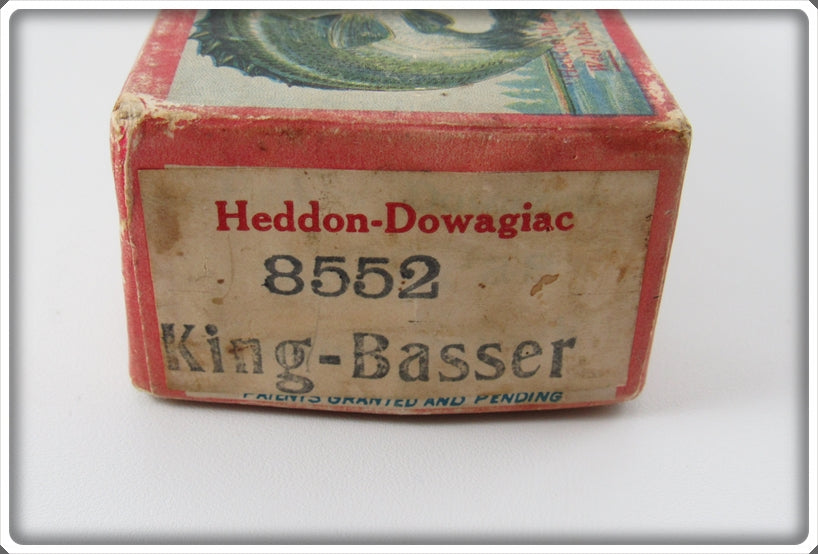 Heddon-Dowagiac
8552
King-Basser
PATENTS GRANTED AND PENDING